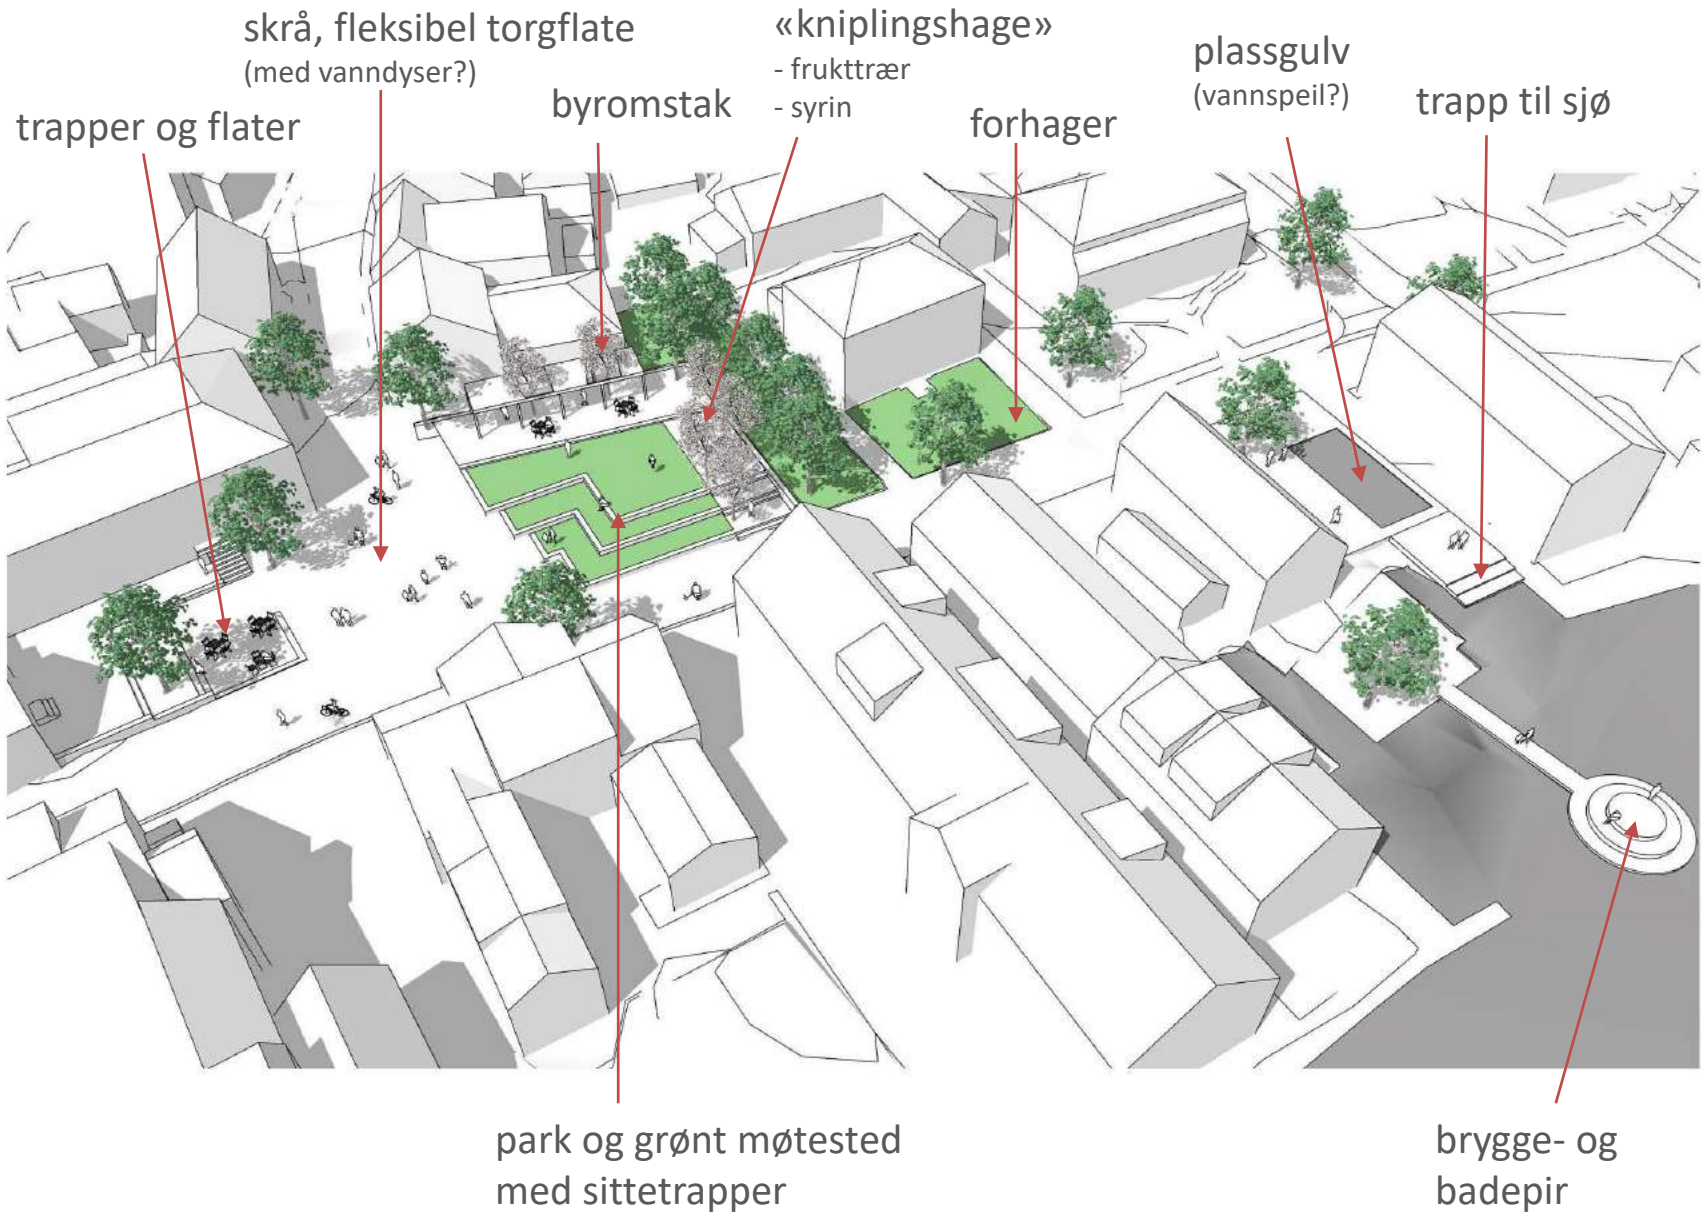 skrå, fleksibel torgflate
(med vanndyser?)
«kniplingshage»
- frukttrær
- syrin
plassgulv
(vannspeil?)
byromstak
trapp til sjø
trapper og flater
forhager
park og grønt møtested
med sittetrapper
brygge- og
badepir